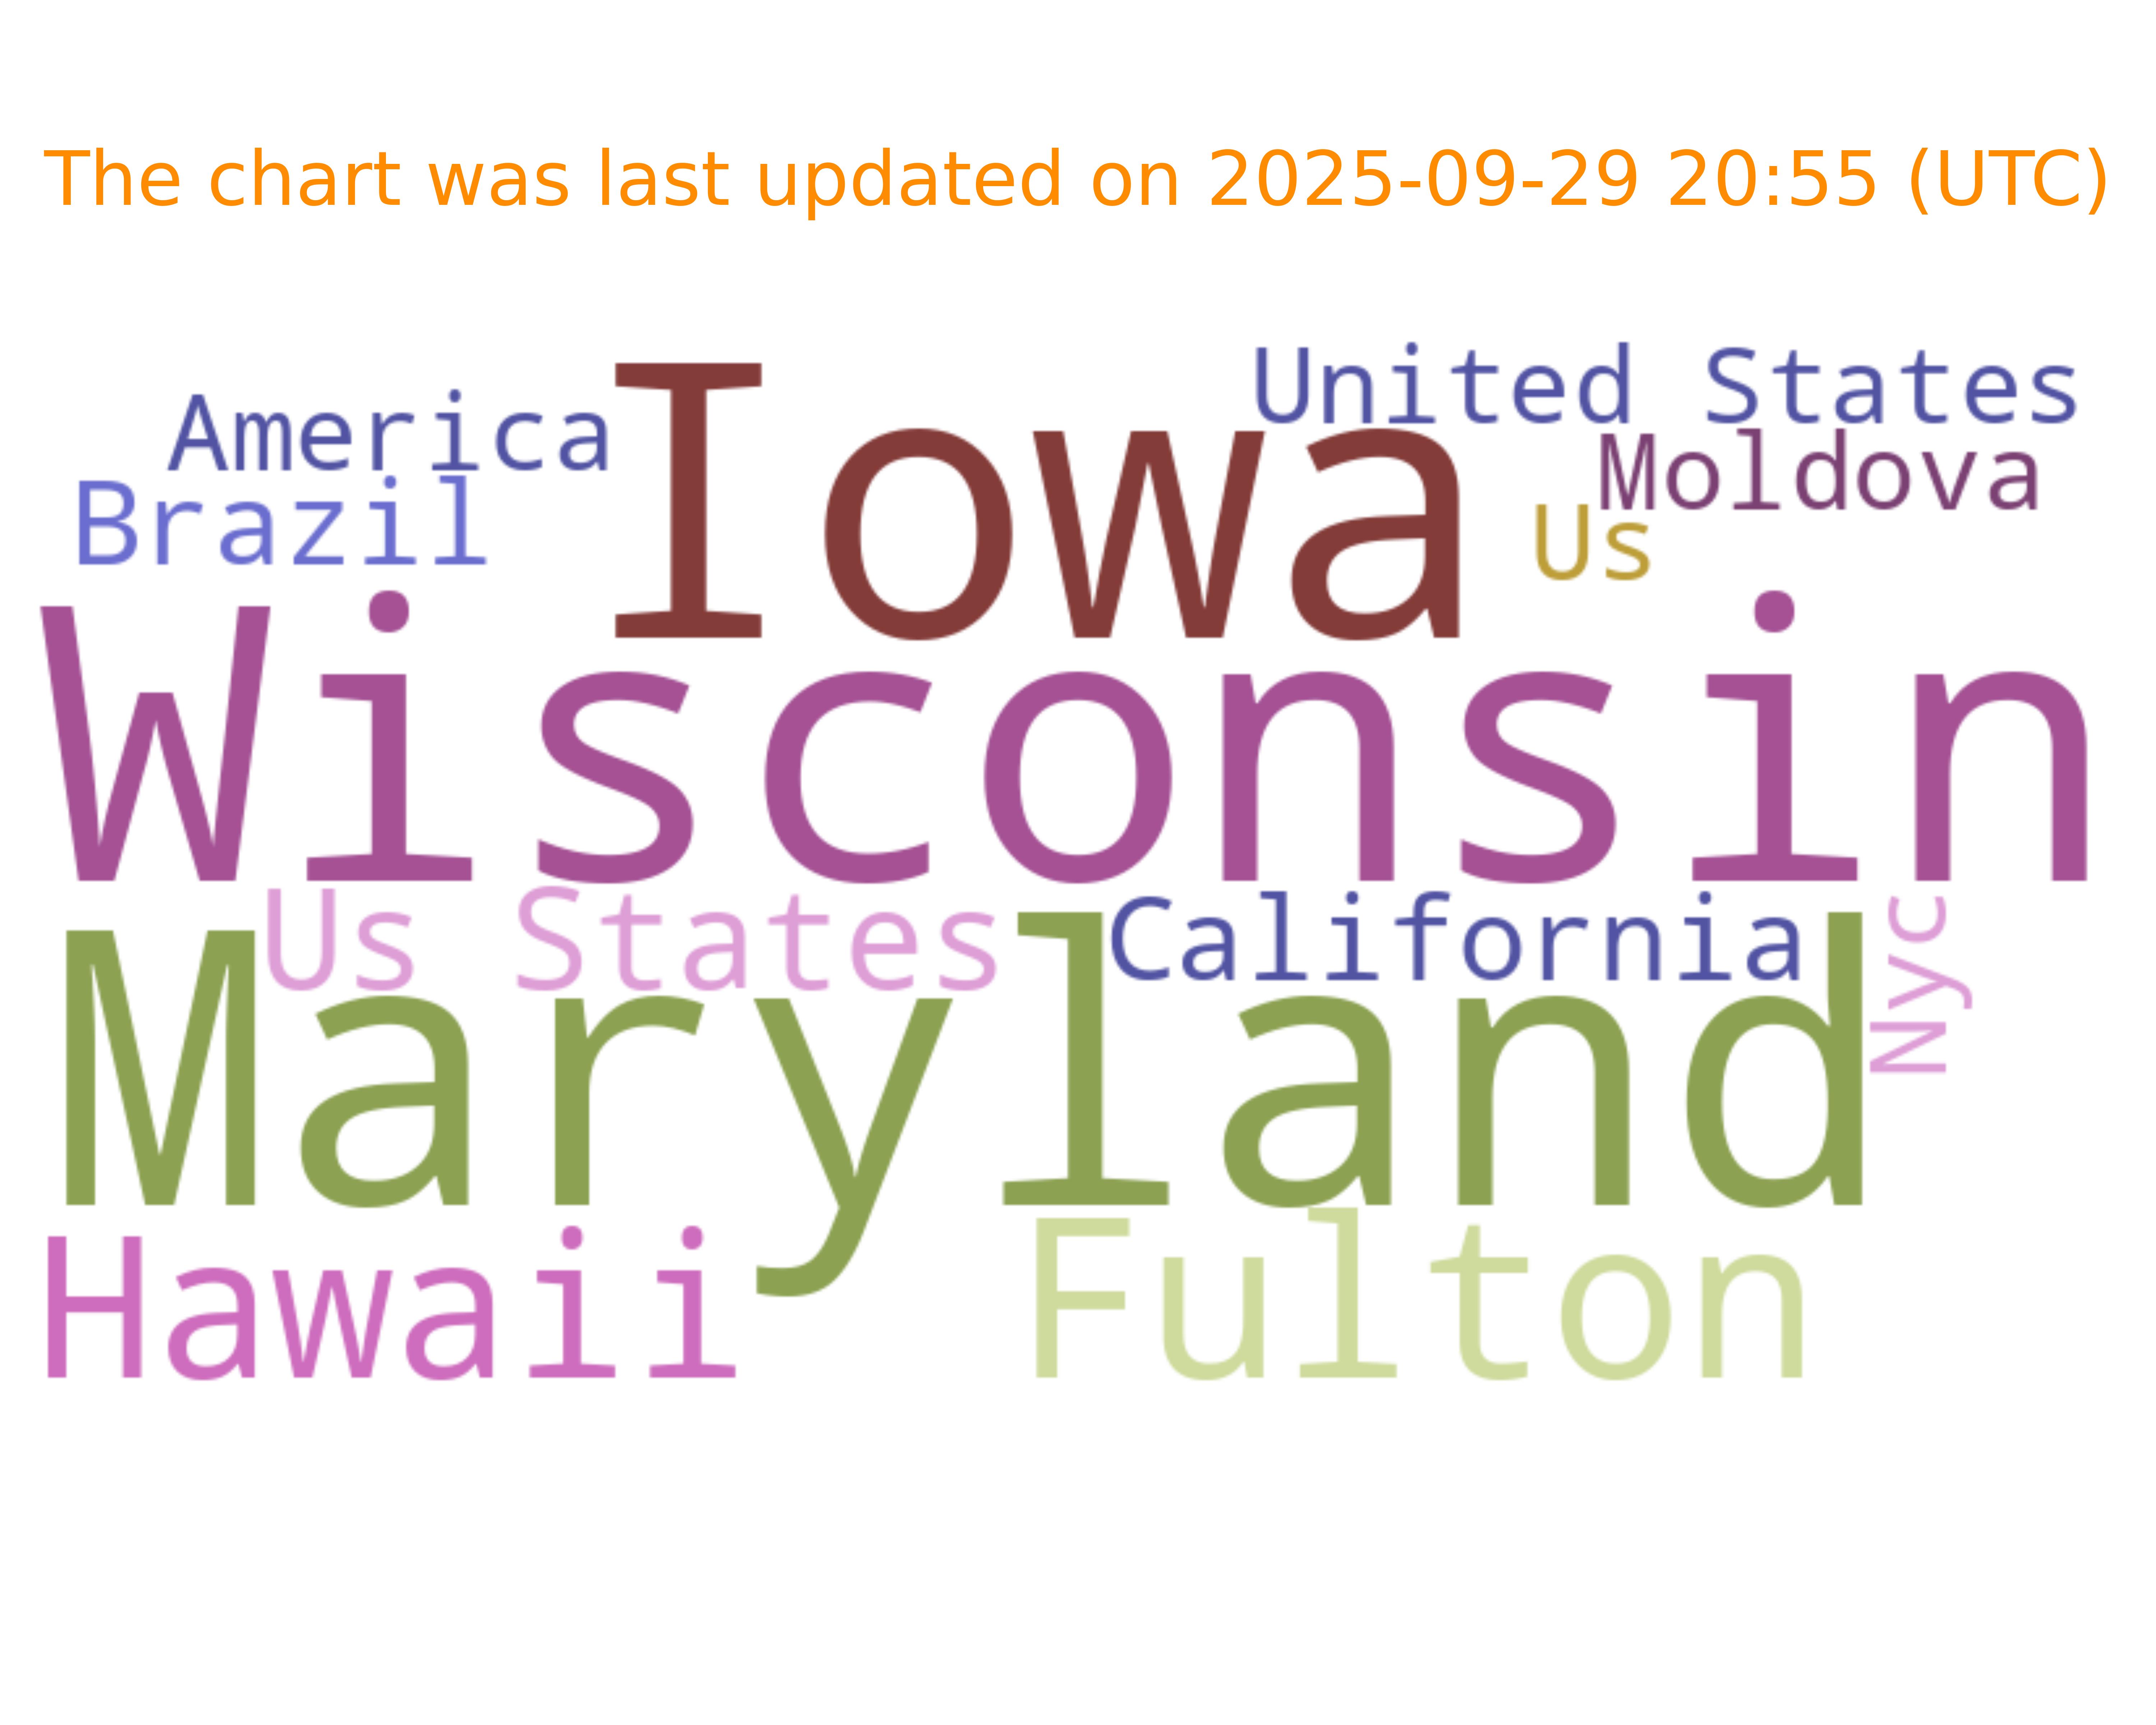 The chart was last updated on 2025-09-29 20:55 (UTC)
United States
America
Iowa
Moldova
Brazil
Us
Wisconsin
Us States
California
Nyc
Maryland
Hawaii
Fulton